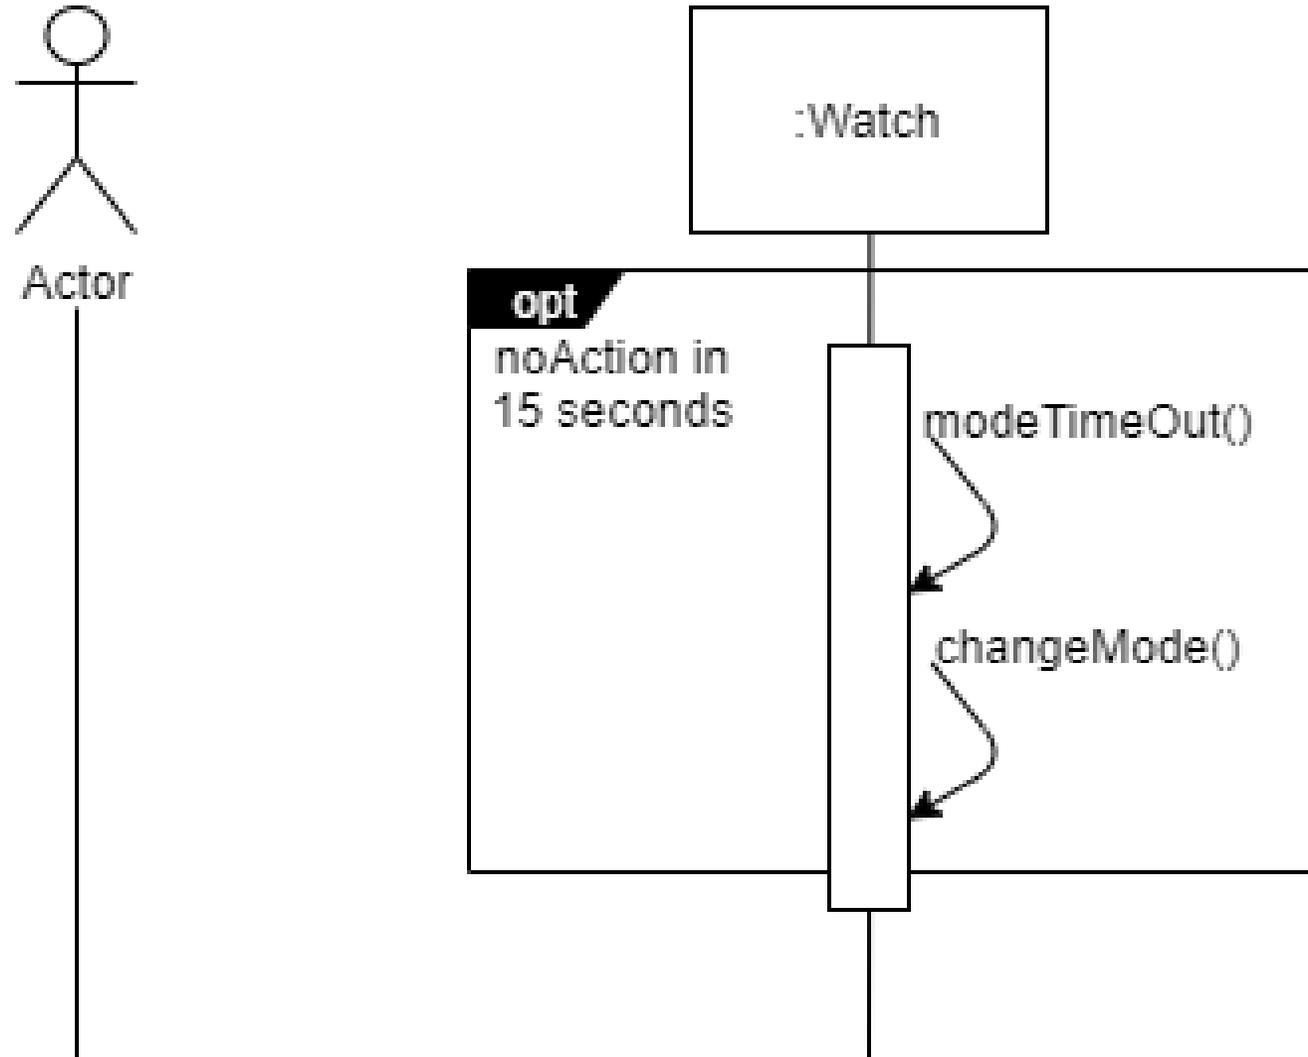 :Watch
Actor
opt
noAction in
15 seconds
modeTimeOut()
changeMode()